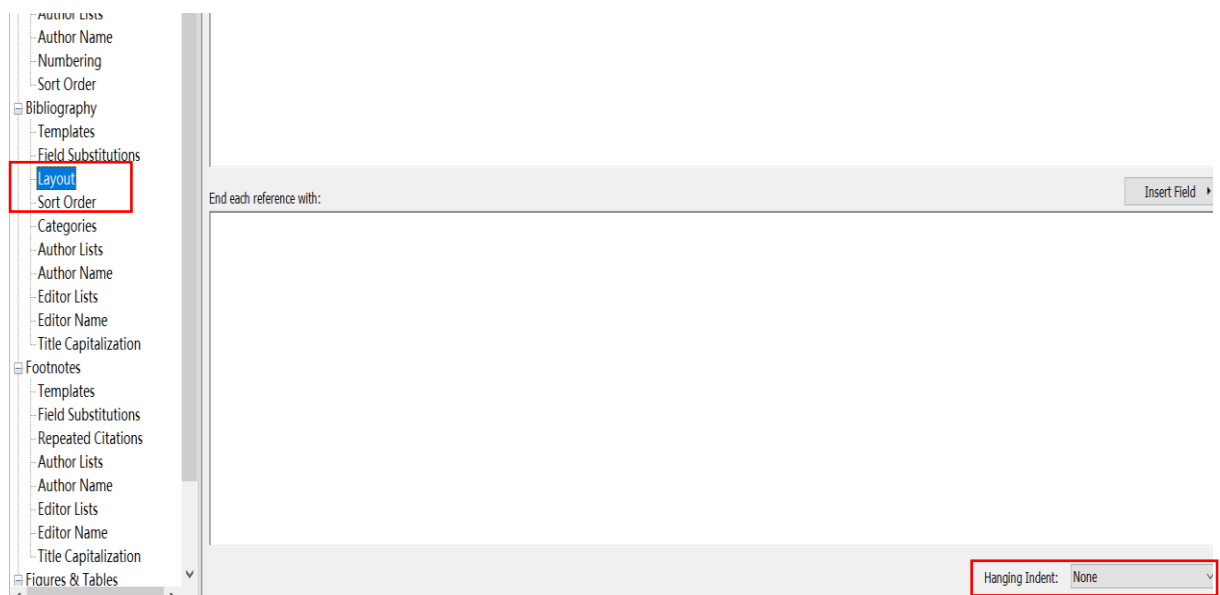 Author Lists
Author Name
Numbering
Sort Order
Bibliography
Templates
Field Substitutions
Layout
Sort Order
Categories
Author Lists
Author Name
Editor Lists
Editor Name
Title Capitalization
Footnotes
Templates
Field Substitutions
Repeated Citations
Author Lists
Author Name
Editor Lists
Editor Name
Title Capitalization
Figures & Tables
End each reference with:
Insert Field
Hanging Indent: None